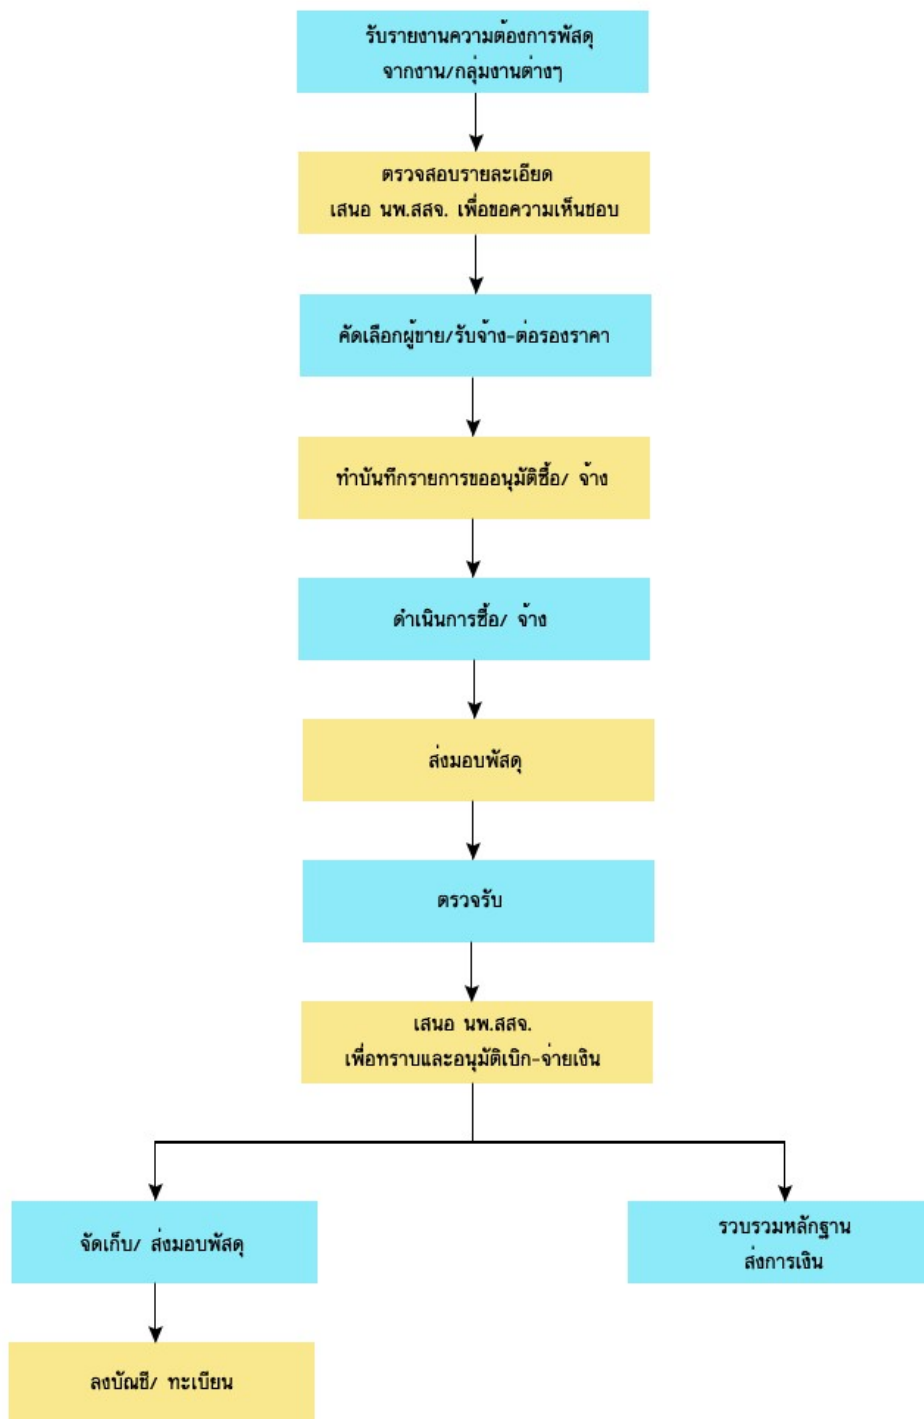 รับรายงานความต้องการพัสดุ
จากงาน/กลุ่มงานต่างๆ
ตรวจสอบรายละเอียด
เสนอ นพ.สสจ. เพื่อขอความเห็นชอบ
คัดเลือกผู้ขาย/รับจ้าง-ต่อรองราคา
ทำบันทึกรายการขออนุมัติซื้อ/ จ้าง
ดำเนินการซื้อ/ จ้าง
ส่งมอบพัสดุ
ตรวจรับ
เสนอ นพ.สสจ.
เพื่อทราบและอนุมัติเบิก-จ่ายเงิน
จัดเก็บ/ ส่งมอบพัสดุ
รวบรวมหลักฐาน
ส่งการเงิน
ลงบัญชี/ ทะเบียน